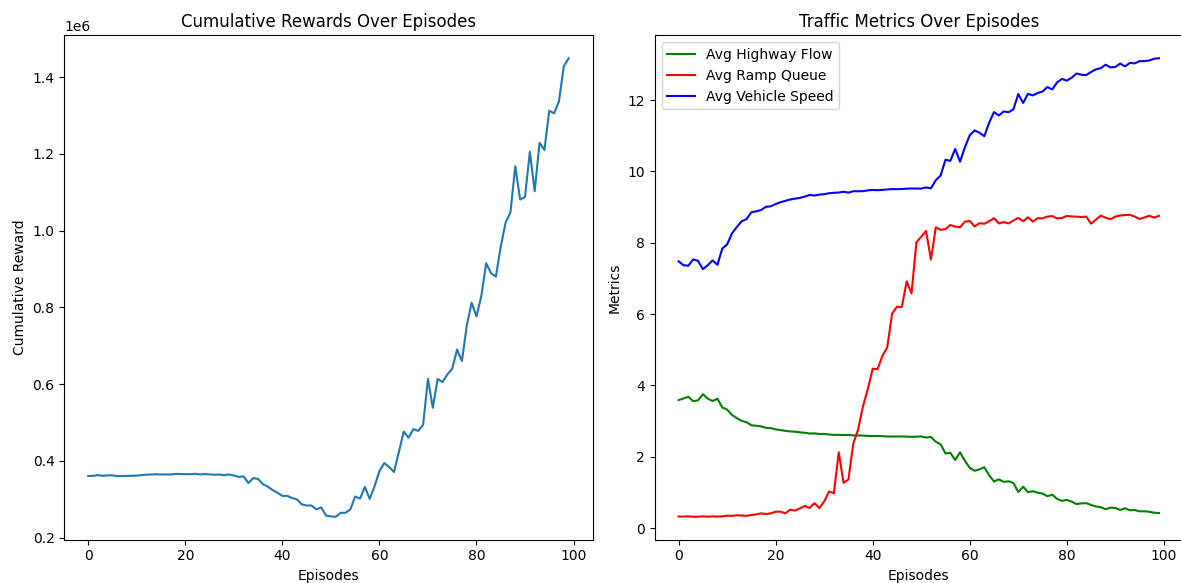 Cumulative Rewards Over Episodes
1e6
1.4
1.2
1.0
0.8
0.6
0.4
0.2
Cumulative Reward
0 20 40 60 80 100
Episodes
Traffic Metrics Over Episodes
Avg Highway Flow
Avg Ramp Queue
Avg Vehicle Speed
12
10
8
6
4
2
0
Metrics
0 20 40 60 80 100
Episodes